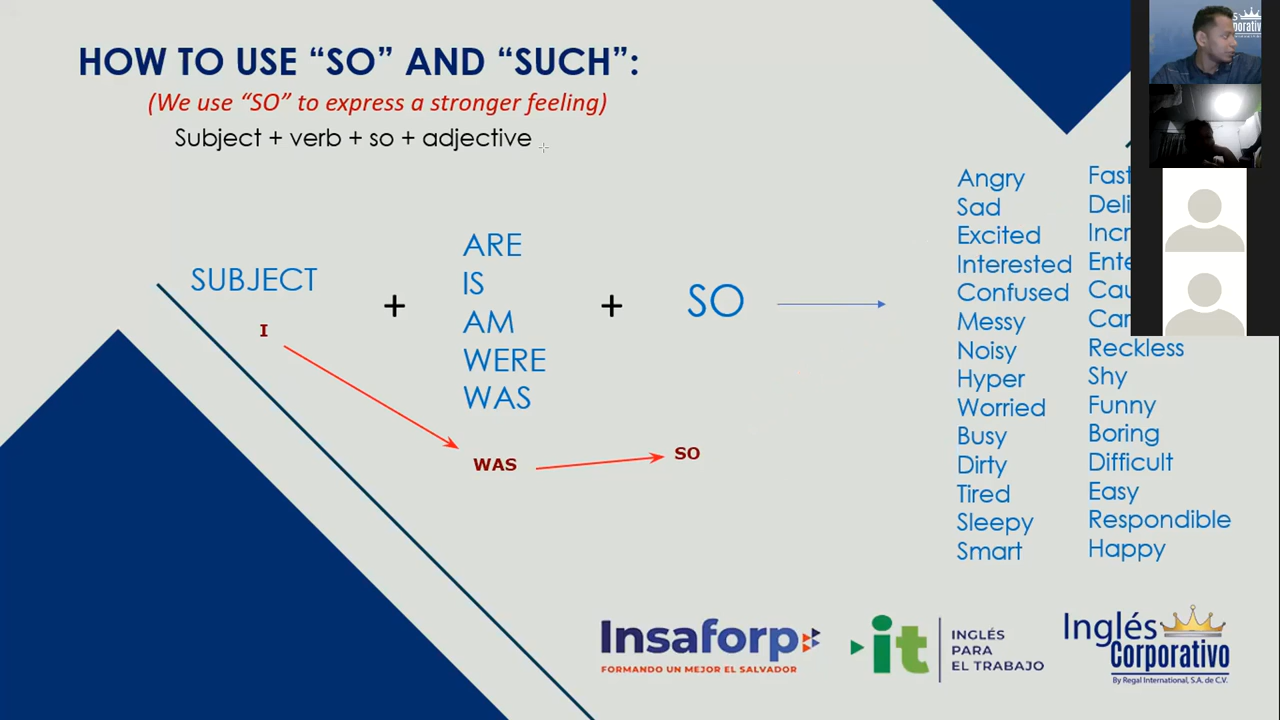 HOW TO USE “SO” AND “SUCH”:
(We use “SO” to express a stronger feeling)
Subject + verb + so + adjective
SUBJECT
I
+
ARE
IS
AM
WERE
WAS
WAS
+
SO
SO
Angry
Sad
Excited
Interested
Confused
Messy
Noisy
Hyper
Worried
Busy
Dirty
Tired
Sleepy
Smart
Fast
Reckless
Shy
Funny
Boring
Difficult
Easy
Respondible
Happy
Insaforp
FORMANDO UN MEJOR EL SALVADOR
it
INGLÉS
PARA
EL TRABAJO
Inglés
Corporativo
By Regal International, S.A. de C.V.